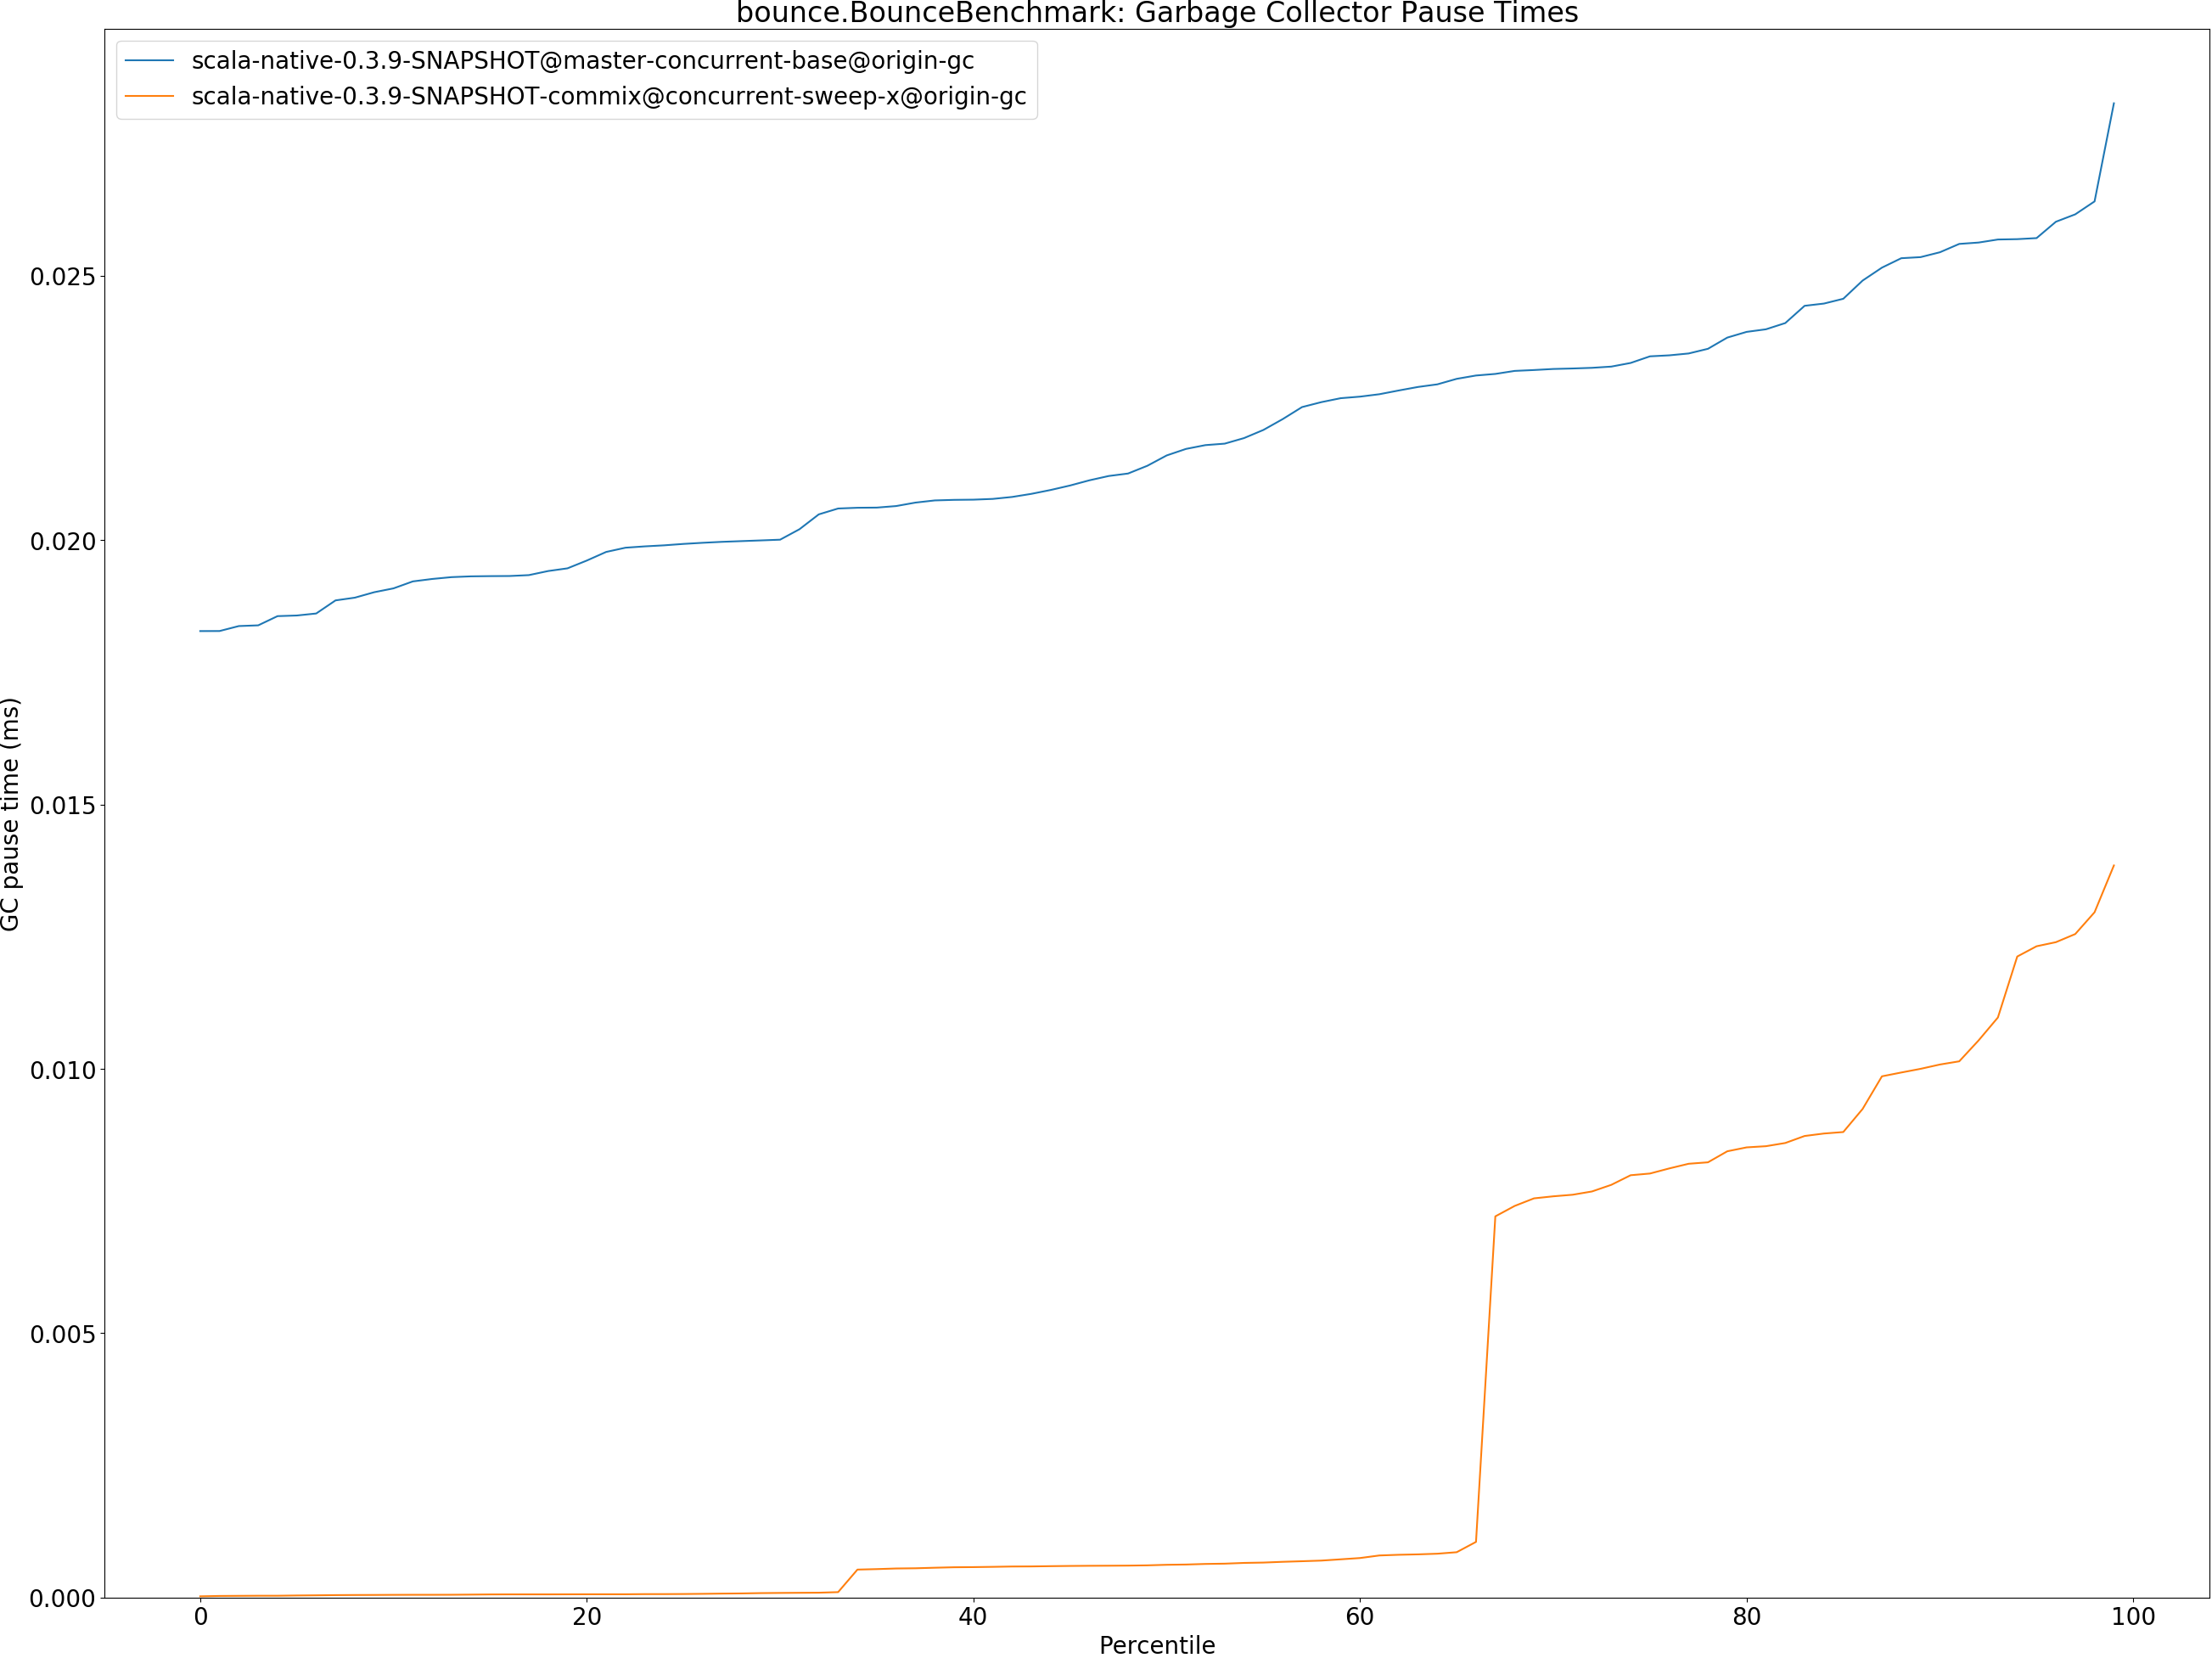 bounce.BounceBenchmark: Garbage Collector Pause Times
scala-native-0.3.9-SNAPSHOT@master-concurrent-base@origin-gc
scala-native-0.3.9-SNAPSHOT-commix@concurrent-sweep-x@origin-gc
0.025
0.020
0.015
0.010
0.005
0.000
GC pause time (ms)
0 20 40 60 80 100
Percentile